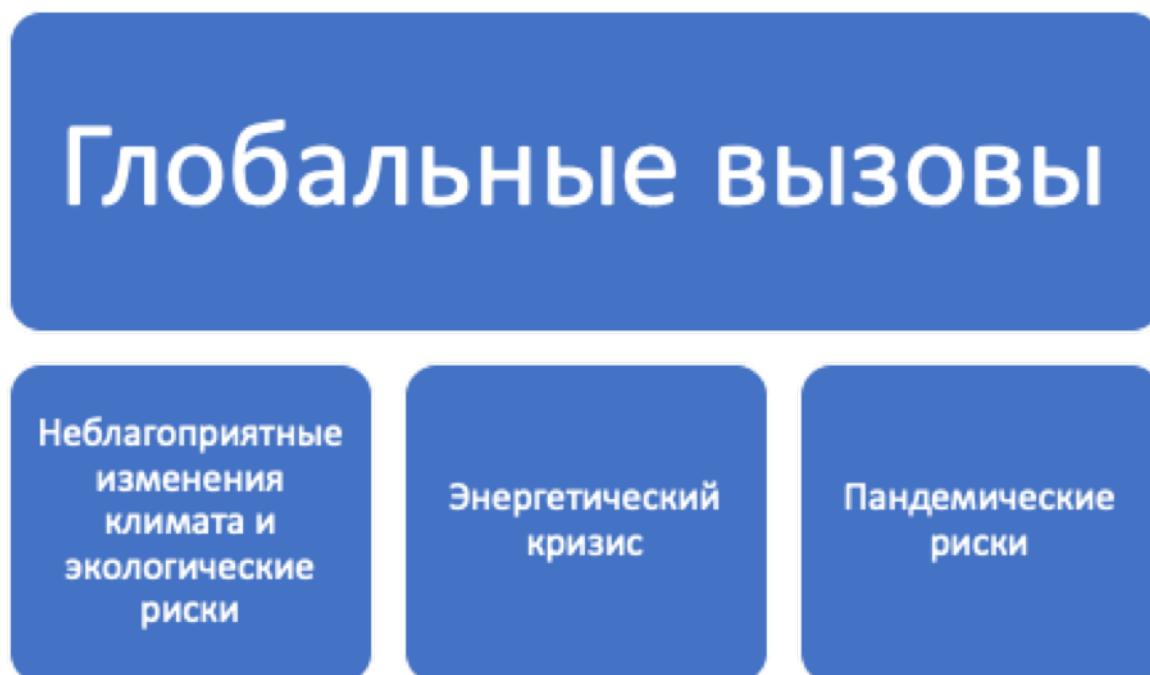 Глобальные вызовы
Неблагоприятные
изменения
климата и
экологические
риски
Энергетический
кризис
Пандемические
риски